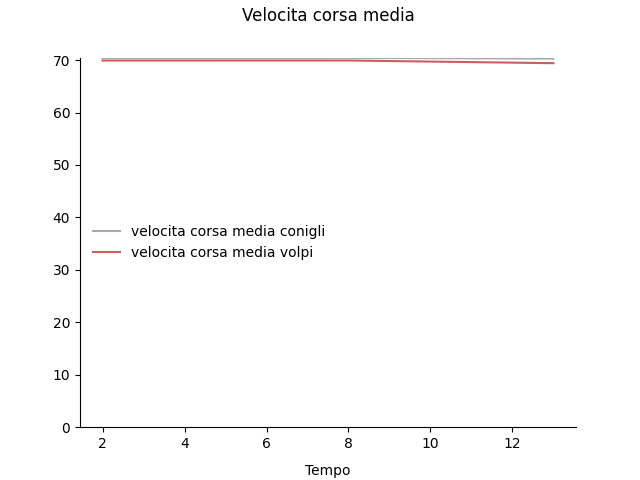 Velocita corsa media
70
60
50
40
30
20
10
0
velocita corsa media conigli
velocita corsa media volpi
2 4 6 8 10 12
Tempo